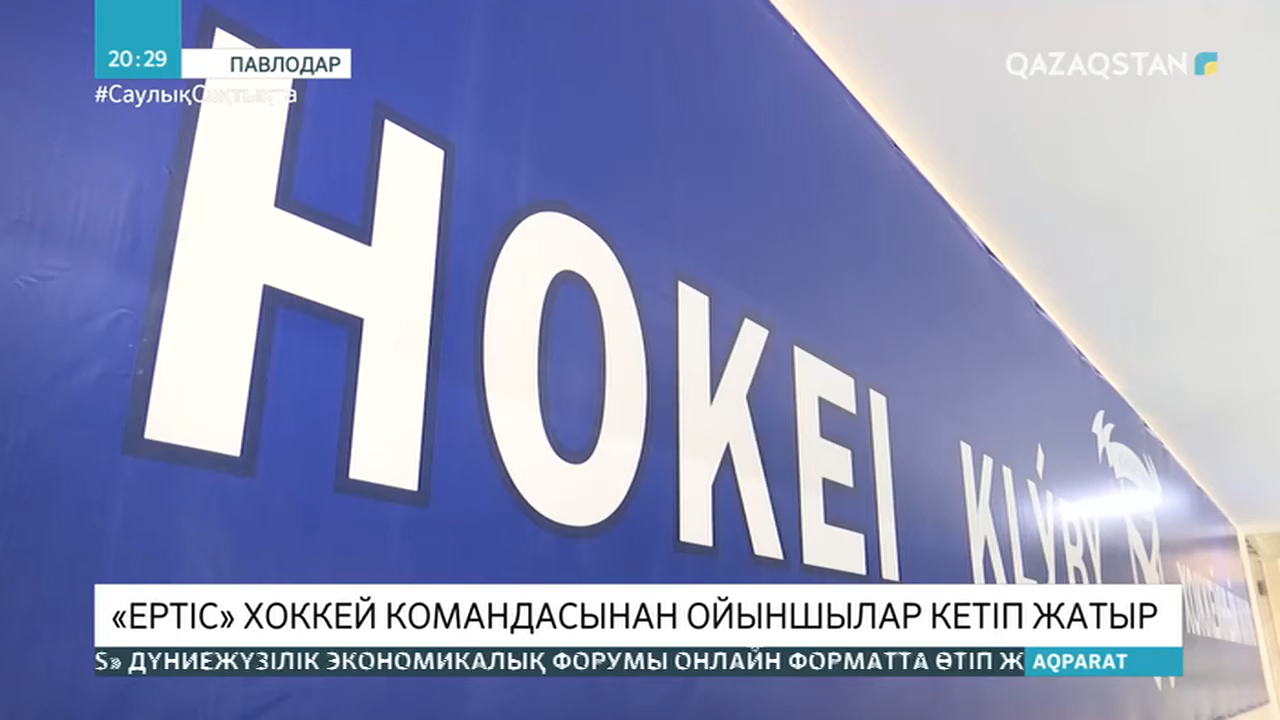 20:29
ПАВЛОДАР
QAZAQSTAN
#СаулықСақтықта
HOKEI KLÝBY
«ЕРТІС» ХОККЕЙ КОМАНДАСЫНАН ОЙЫНШЫЛАР КЕТІП ЖАТЫР
S» ДҮНИЕЖҮЗІЛІК ЭКОНОМИКАЛЫҚ ФОРУМЫ ОНЛАЙН ФОРМАТТА ӨТІП Ж
AQPARAT